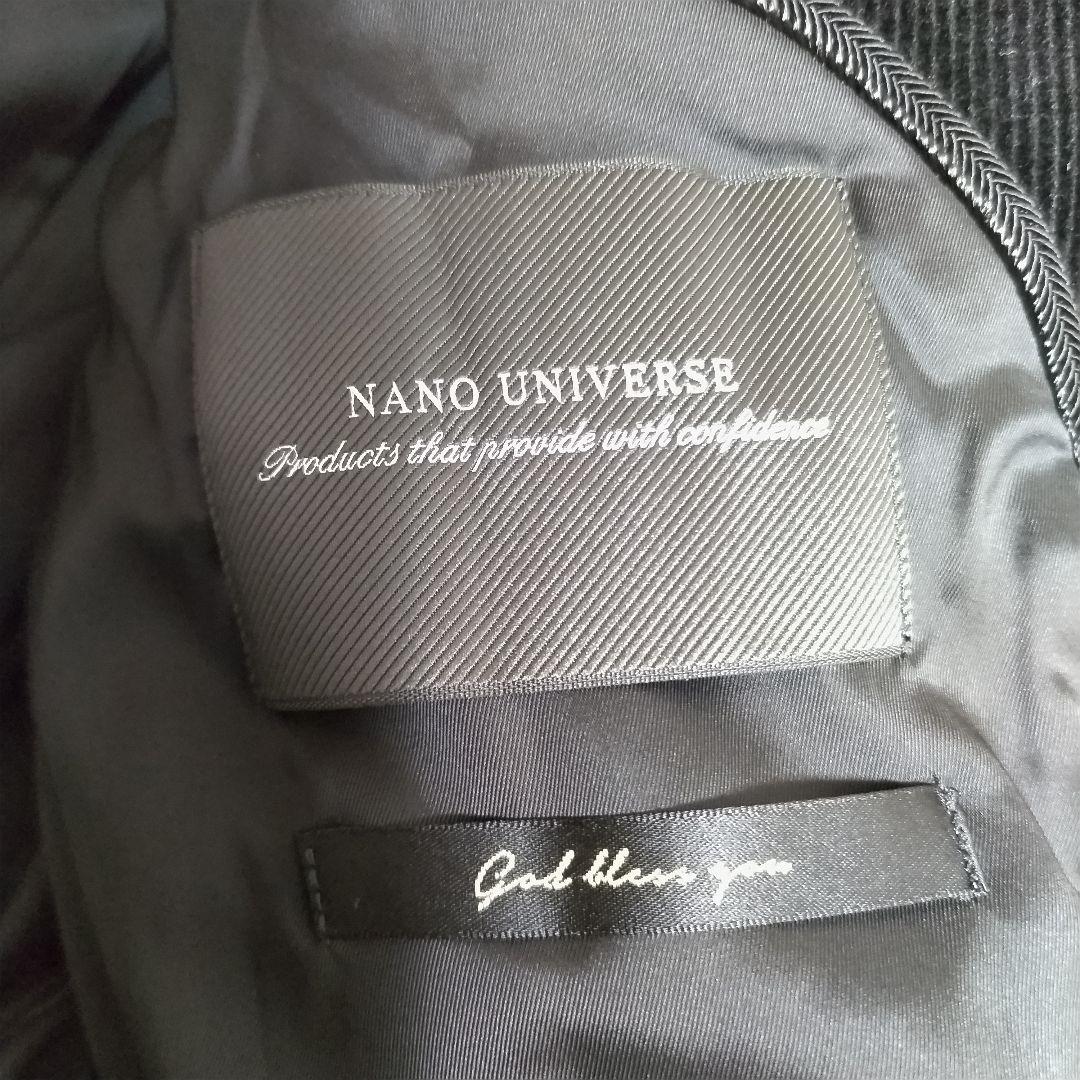 NANO UNIVERSE
Products that provide with confidence
God bless you